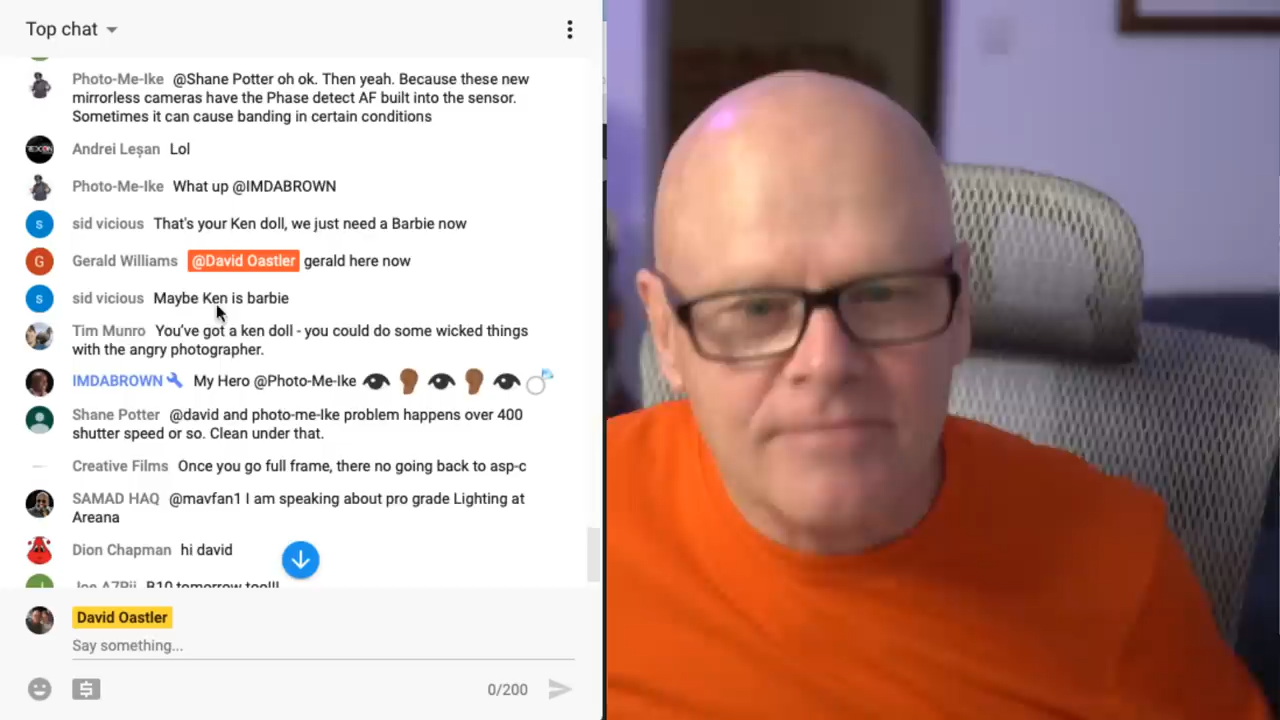 Top chat
Photo-Me-Ike @Shane Potter oh ok. Then yeah. Because these new
mirrorless cameras have the Phase detect AF built into the sensor.
Sometimes it can cause banding in certain conditions
Andrei Leșan Lol
Photo-Me-Ike What up @IMDABROWN
s sid vicious That's your Ken doll, we just need a Barbie now
G Gerald Williams @David Oastler gerald here now
s sid vicious Maybe Ken is barbie
Tim Munro You've got a ken doll - you could do some wicked things
with the angry photographer.
IMDABROWN My Hero @Photo-Me-Ike
Shane Potter @david and photo-me-Ike problem happens over 400
shutter speed or so. Clean under that.
Creative Films Once you go full frame, there no going back to asp-c
SAMAD HAQ @mavfan1 I am speaking about pro grade Lighting at
Areana
Dion Chapman hi david
Joe A7Rii B10 tomorrow too!!!
David Oastler
Say something...
0/200